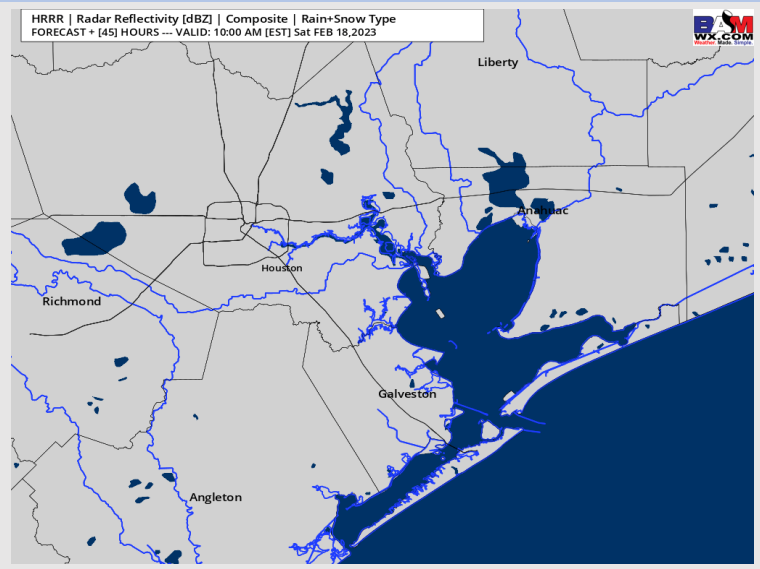 HRRR | Radar Reflectivity [dBZ] | Composite | Rain+Snow Type
FORECAST + [45] HOURS --- VALID: 10:00 AM [EST] Sat FEB 18,2023
BAM
WX.COM
Weather. Made. Simple.
Liberty
Anahuac
Houston
Richmond
Galveston
Angleton